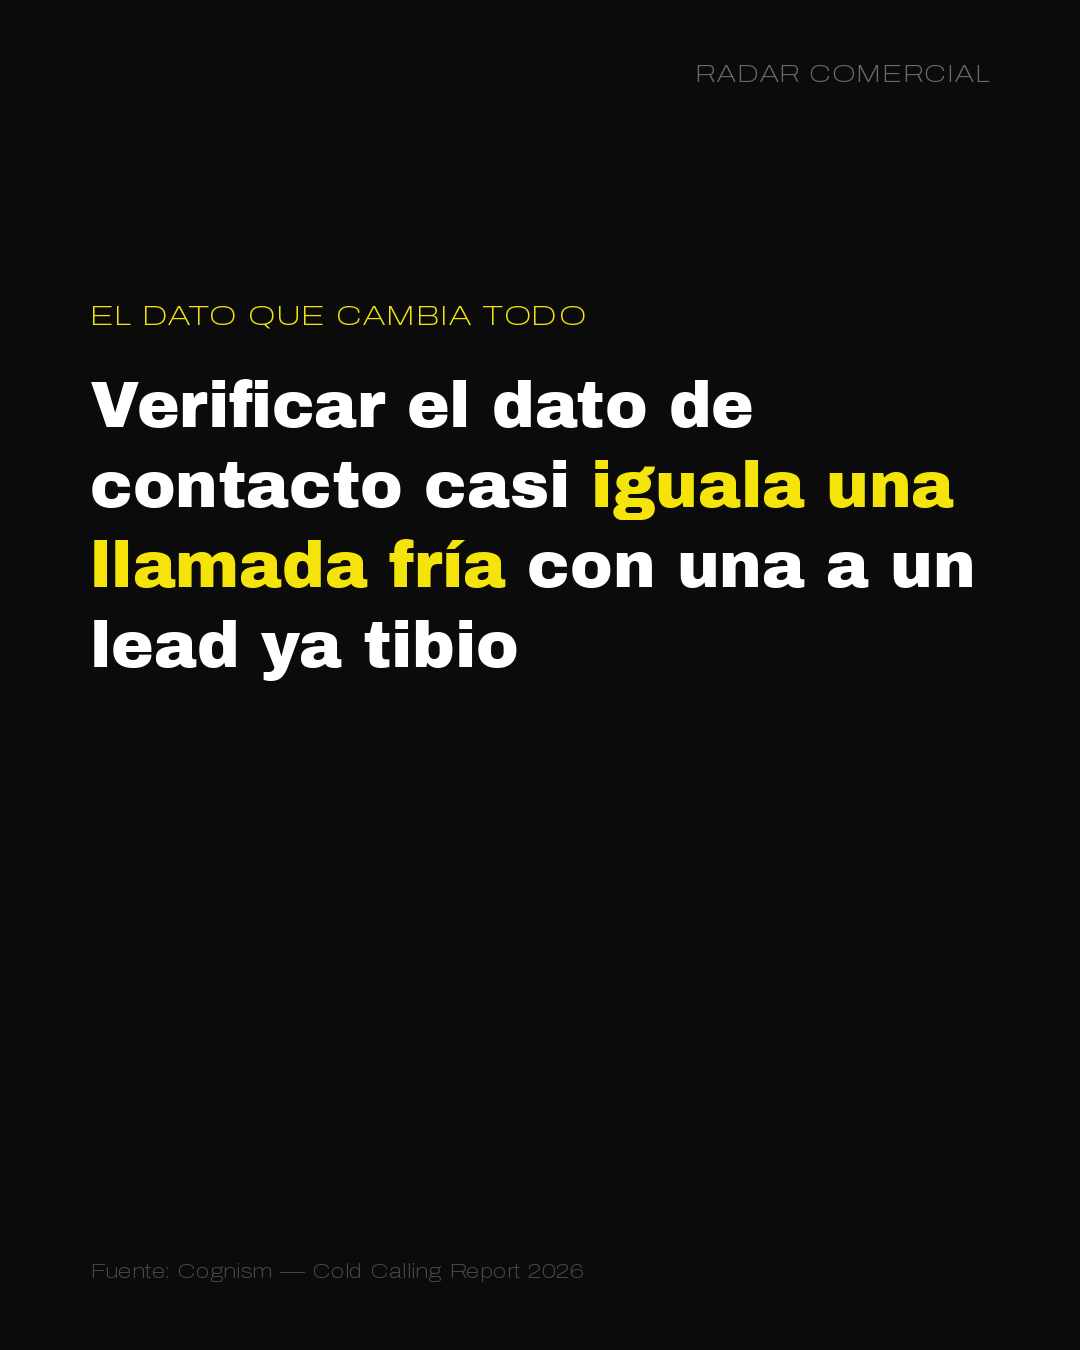 RADAR COMERCIAL
EL DATO QUE CAMBIA TODO
Verificar el dato de
contacto casi iguala una
llamada fría con una a un
lead ya tibio
Fuente: Cognism — Cold Calling Report 2026